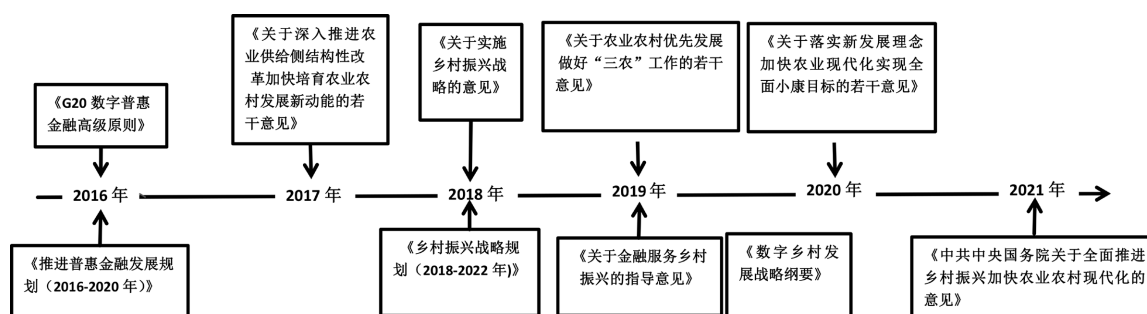 《G20 数字普惠
金融高级原则》
《关于深入推进农
业供给侧结构性改
革加快培育农业农
村发展新动能的若
干意见》
《关于实施
乡村振兴战
略的意见》
《关于农业农村优先发展
做好“三农”工作的若干
意见》
《关于落实新发展理念
加快农业现代化实现全
面小康目标的若干意见》
2016 年
2017 年
2018 年
2019 年
2020 年
2021 年
《推进普惠金融发展规
划（2016-2020 年）》
《乡村振兴战略规
划（2018-2022 年)》
《关于金融服务乡村
振兴的指导意见》
《数字乡村发
展战略纲要》
《中共中央国务院关于全面推进
乡村振兴加快农业农村现代化的
意见》